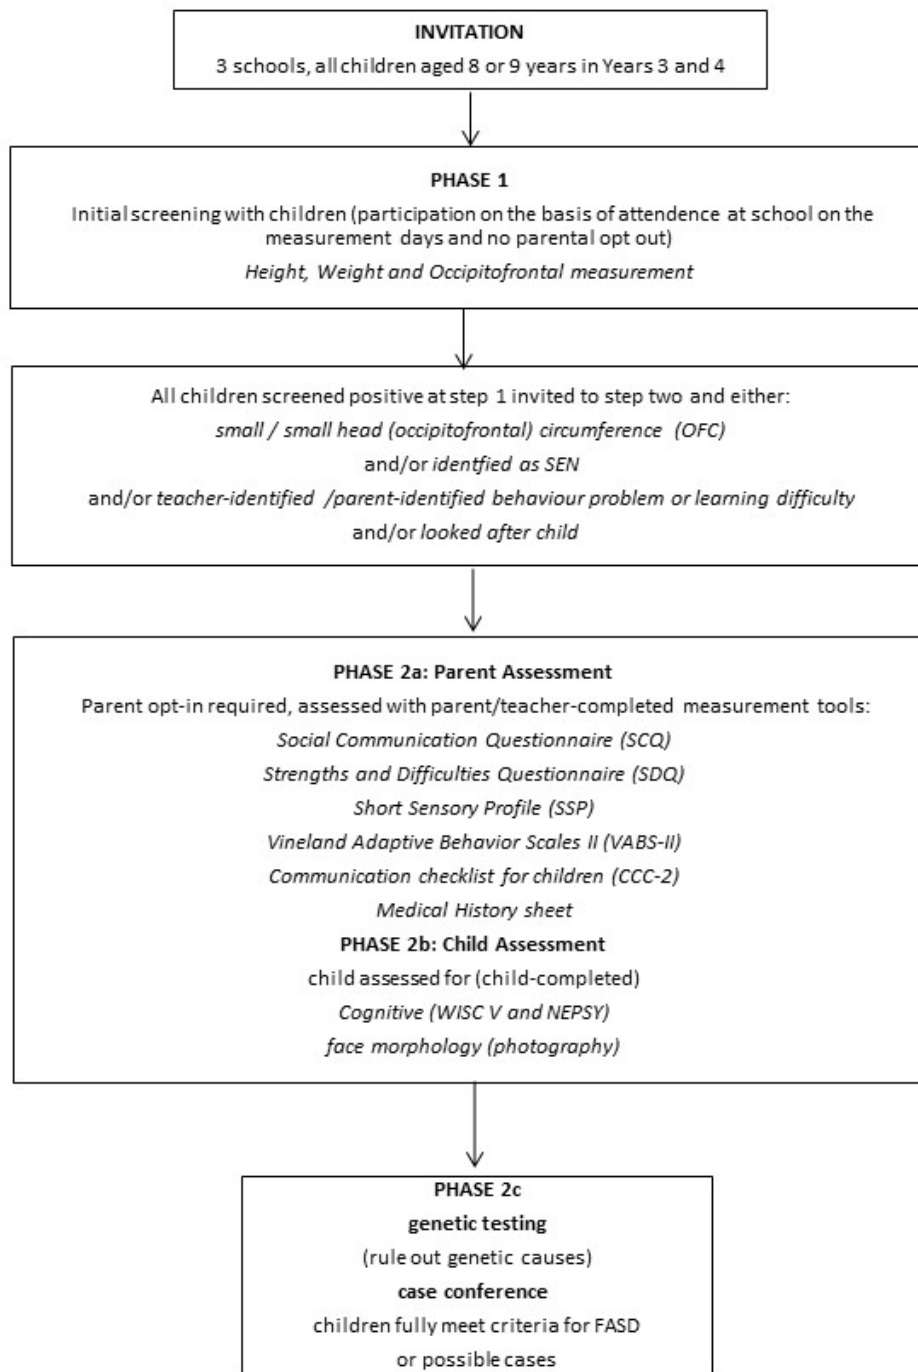 INVITATION
3 schools, all children aged 8 or 9 years in Years 3 and 4
PHASE 1
Initial screening with children (participation on the basis of attendence at school on the
measurement days and no parental opt out)
Height, Weight and Occipitofrontal measurement
All children screened positive at step 1 invited to step two and either:
small / small head (occipitofrontal) circumference (OFC)
and/or identfied as SEN
and/or teacher-identified /parent-identified behaviour problem or learning difficulty
and/or looked after child
PHASE 2a: Parent Assessment
Parent opt-in required, assessed with parent/teacher-completed measurement tools:
Social Communication Questionnaire (SCQ)
Strengths and Difficulties Questionnaire (SDQ)
Short Sensory Profile (SSP)
Vineland Adaptive Behavior Scales II (VABS-II)
Communication checklist for children (CCC-2)
Medical History sheet
PHASE 2b: Child Assessment
child assessed for (child-completed)
Cognitive (WISC V and NEPSY)
face morphology (photography)
PHASE 2c
genetic testing
(rule out genetic causes)
case conference
children fully meet criteria for FASD
or possible cases